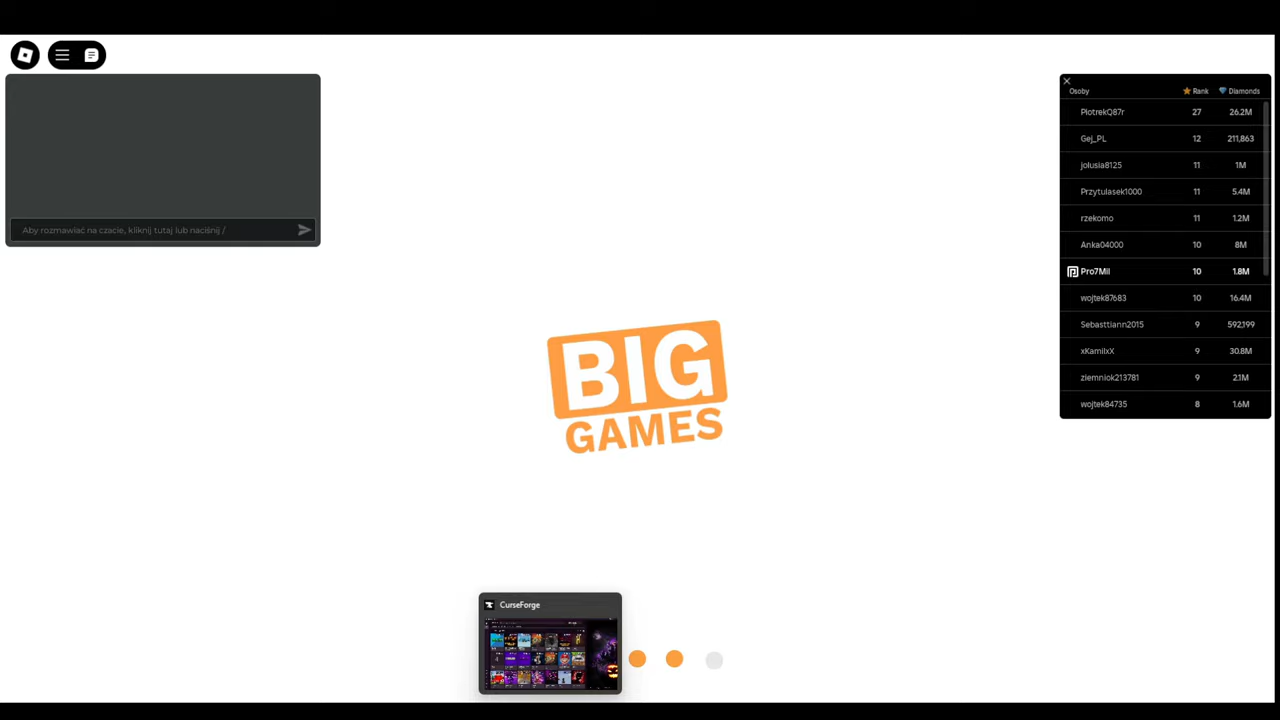 Aby rozmawiać na czacie, kliknij tutaj lub naciśnij /
Osoby Rank Diamonds
PiotrekQ87r 27 26.2M
Gej_PL 12 211,863
jolusia8125 11 1M
Przytulasek1000 11 5.4M
rzekomo 11 1.2M
Anka04000 10 8M
Pro7Mil 10 1.8M
wojtek87683 10 16.4M
Sebasttiann2015 9 592,199
xKamilxX 9 30.8M
ziemniok213781 9 2.1M
wojtek84735 8 1.6M
BIG
GAMES
CurseForge